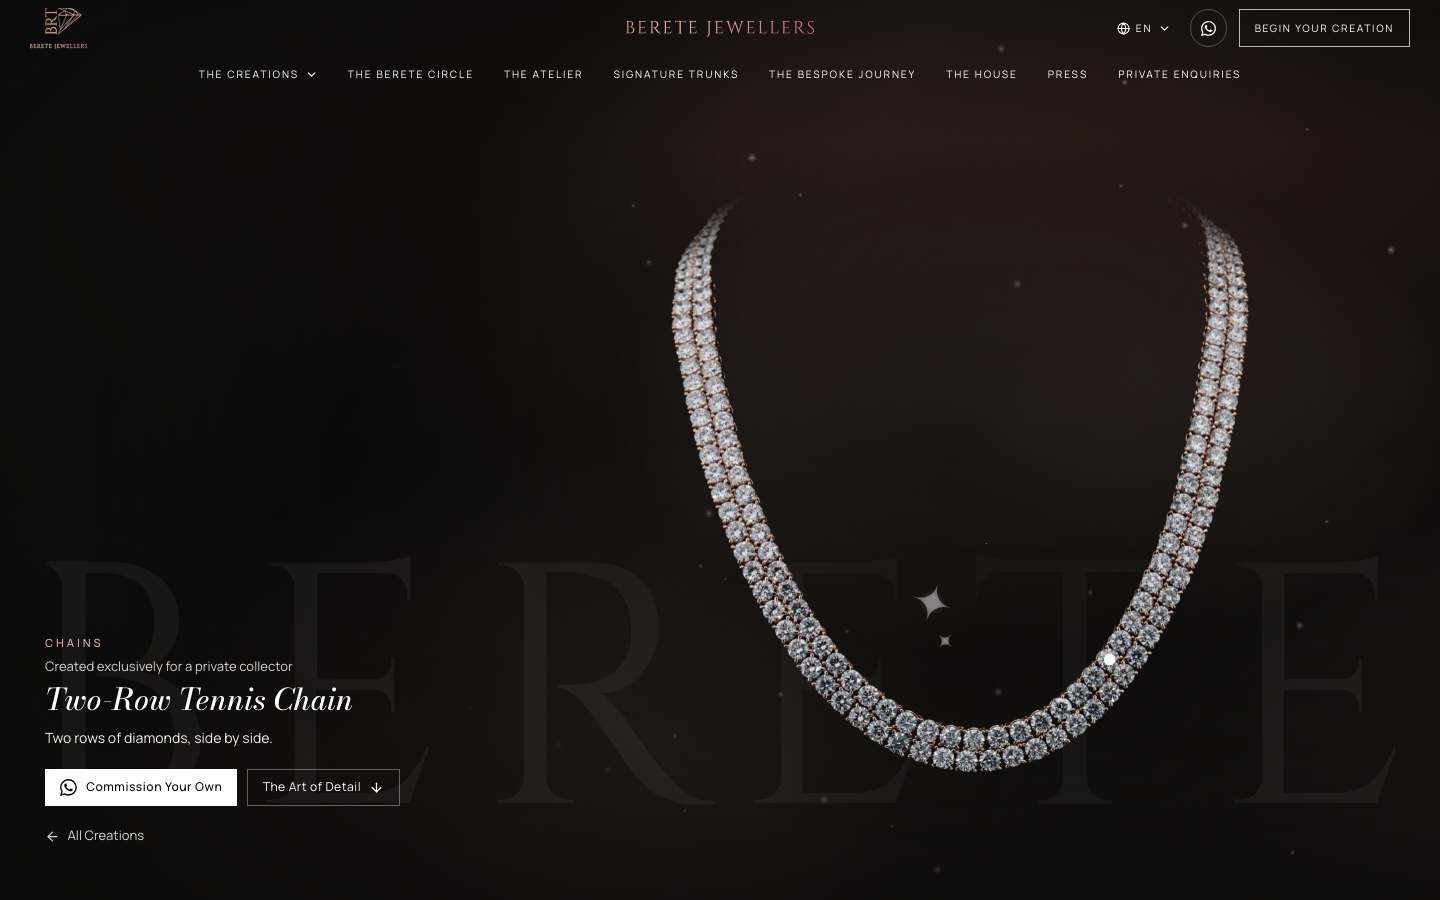 BRT
BERETE JEWELLERS
BERETE JEWELLERS
EN
BEGIN YOUR CREATION
THE CREATIONS
THE BERETE CIRCLE
THE ATELIER
SIGNATURE TRUNKS
THE BESPOKE JOURNEY
THE HOUSE
PRESS
PRIVATE ENQUIRIES
BERETE
CHAINS
Created exclusively for a private collector
Two-Row Tennis Chain
Two rows of diamonds, side by side.
Commission Your Own
The Art of Detail
All Creations